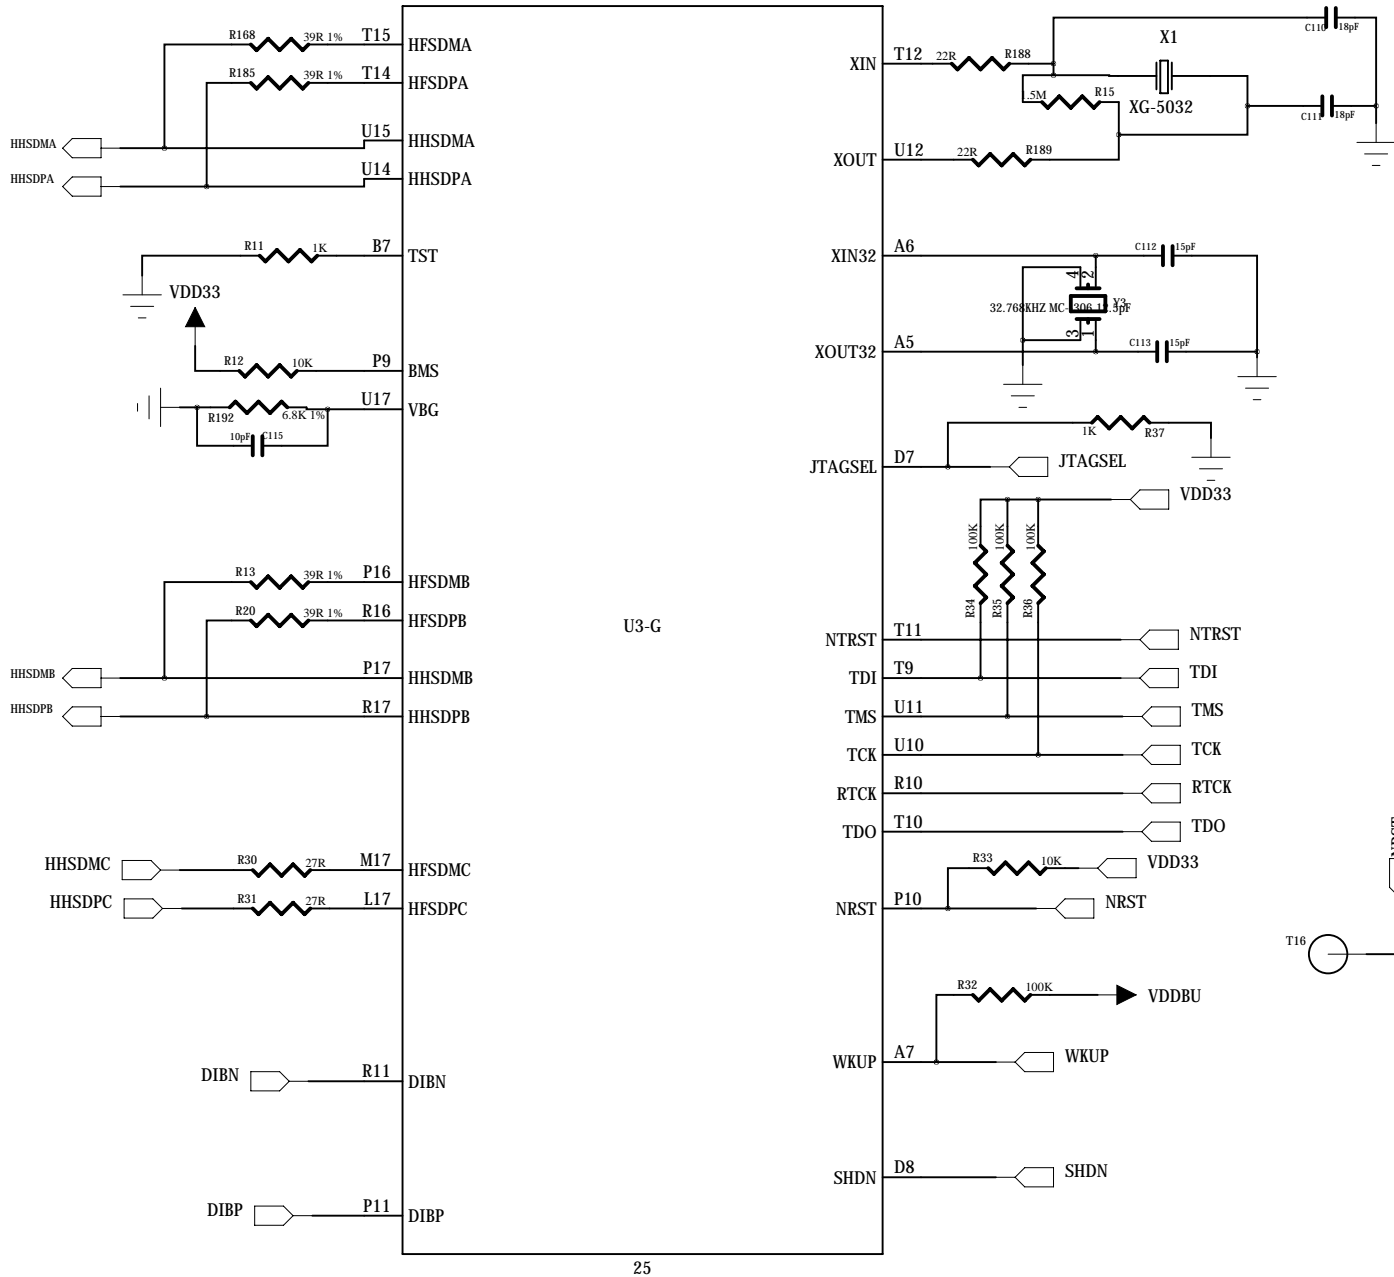 R168 39R 1% T15 HFSDMA
R185 39R 1% T14 HFSDPA
HHSDMA U15 HHSDMA
HHSDPA U14 HHSDPA
R11 1K B7 TST
VDD33
R12 10K P9 BMS
R192 6.8K 1% U17 VBG
10pF C115
R13 39R 1% P16 HFSDMB
R20 39R 1% R16 HFSDPB
HHSDMB P17 HHSDMB
HHSDPB R17 HHSDPB
HHSDMC R30 27R M17 HFSDMC
HHSDPC R31 27R L17 HFSDPC
DIBN R11 DIBN
DIBP P11 DIBP
U3-G
25
XIN T12 22R R188
C110 18pF
X1
XG-5032
1.5M R15
C111 18pF
XOUT U12 22R R189
XIN32 A6 C112 15pF
4 2
32.768KHZ Y3
3 1
XOUT32 A5 C113 15pF
1K R37
JTAGSEL D7 JTAGSEL
VDD33
100K 100K 100K
R34 R35 R36
NTRST T11 NTRST
TDI T9 TDI
TMS U11 TMS
TCK U10 TCK
RTCK R10 RTCK
TDO T10 TDO
R33 10K VDD33
NRST P10 NRST
NRST
T16
R32 100K VDDBU
WKUP A7 WKUP
SHDN D8 SHDN